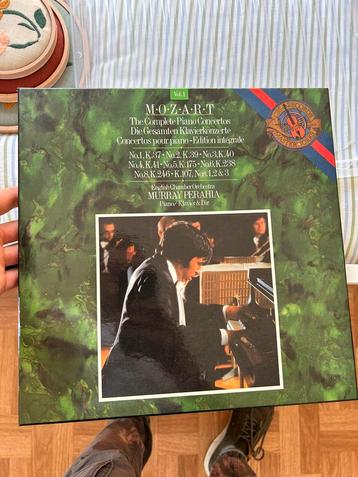 Vol.1
M·O·Z·A·R·T
The Complete Piano Concertos
Die Gesamten Klavierkonzerte
Concertos pour piano - Edition intégrale
No.1, K.37 · No.2, K.39 · No.3, K.40
No.4, K.41 · No.5, K.175 · No.6, K.238
No.8, K.246 · K.107, Nos. 1, 2 & 3
English Chamber Orchestra
MURRAY PERAHIA
Piano/Klavier & Dir.